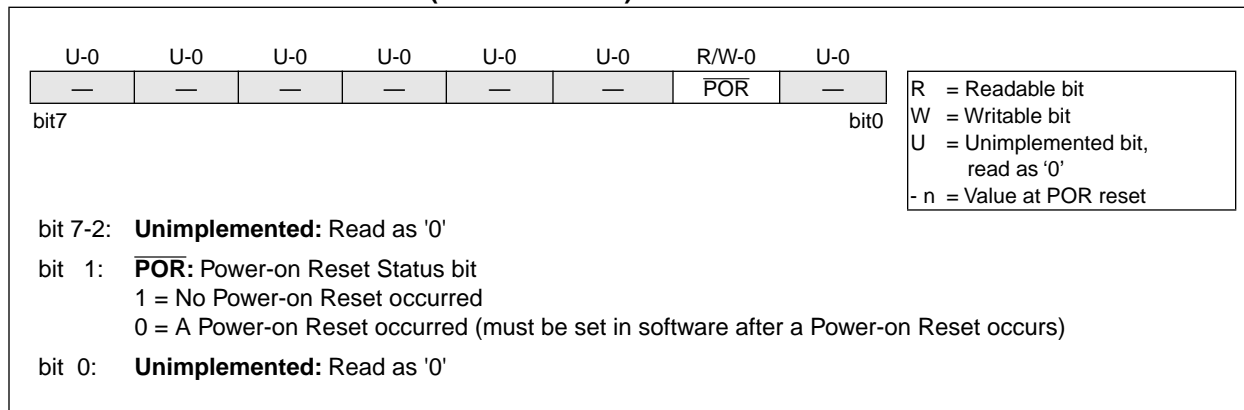 U-0 U-0 U-0 U-0 U-0 U-0 R/W-0 U-0
— — — — — — POR —
bit7 bit0
R = Readable bit
W = Writable bit
U = Unimplemented bit,
read as ‘0’
- n = Value at POR reset
bit 7-2: Unimplemented: Read as '0'
bit 1: POR: Power-on Reset Status bit
1 = No Power-on Reset occurred
0 = A Power-on Reset occurred (must be set in software after a Power-on Reset occurs)
bit 0: Unimplemented: Read as '0'